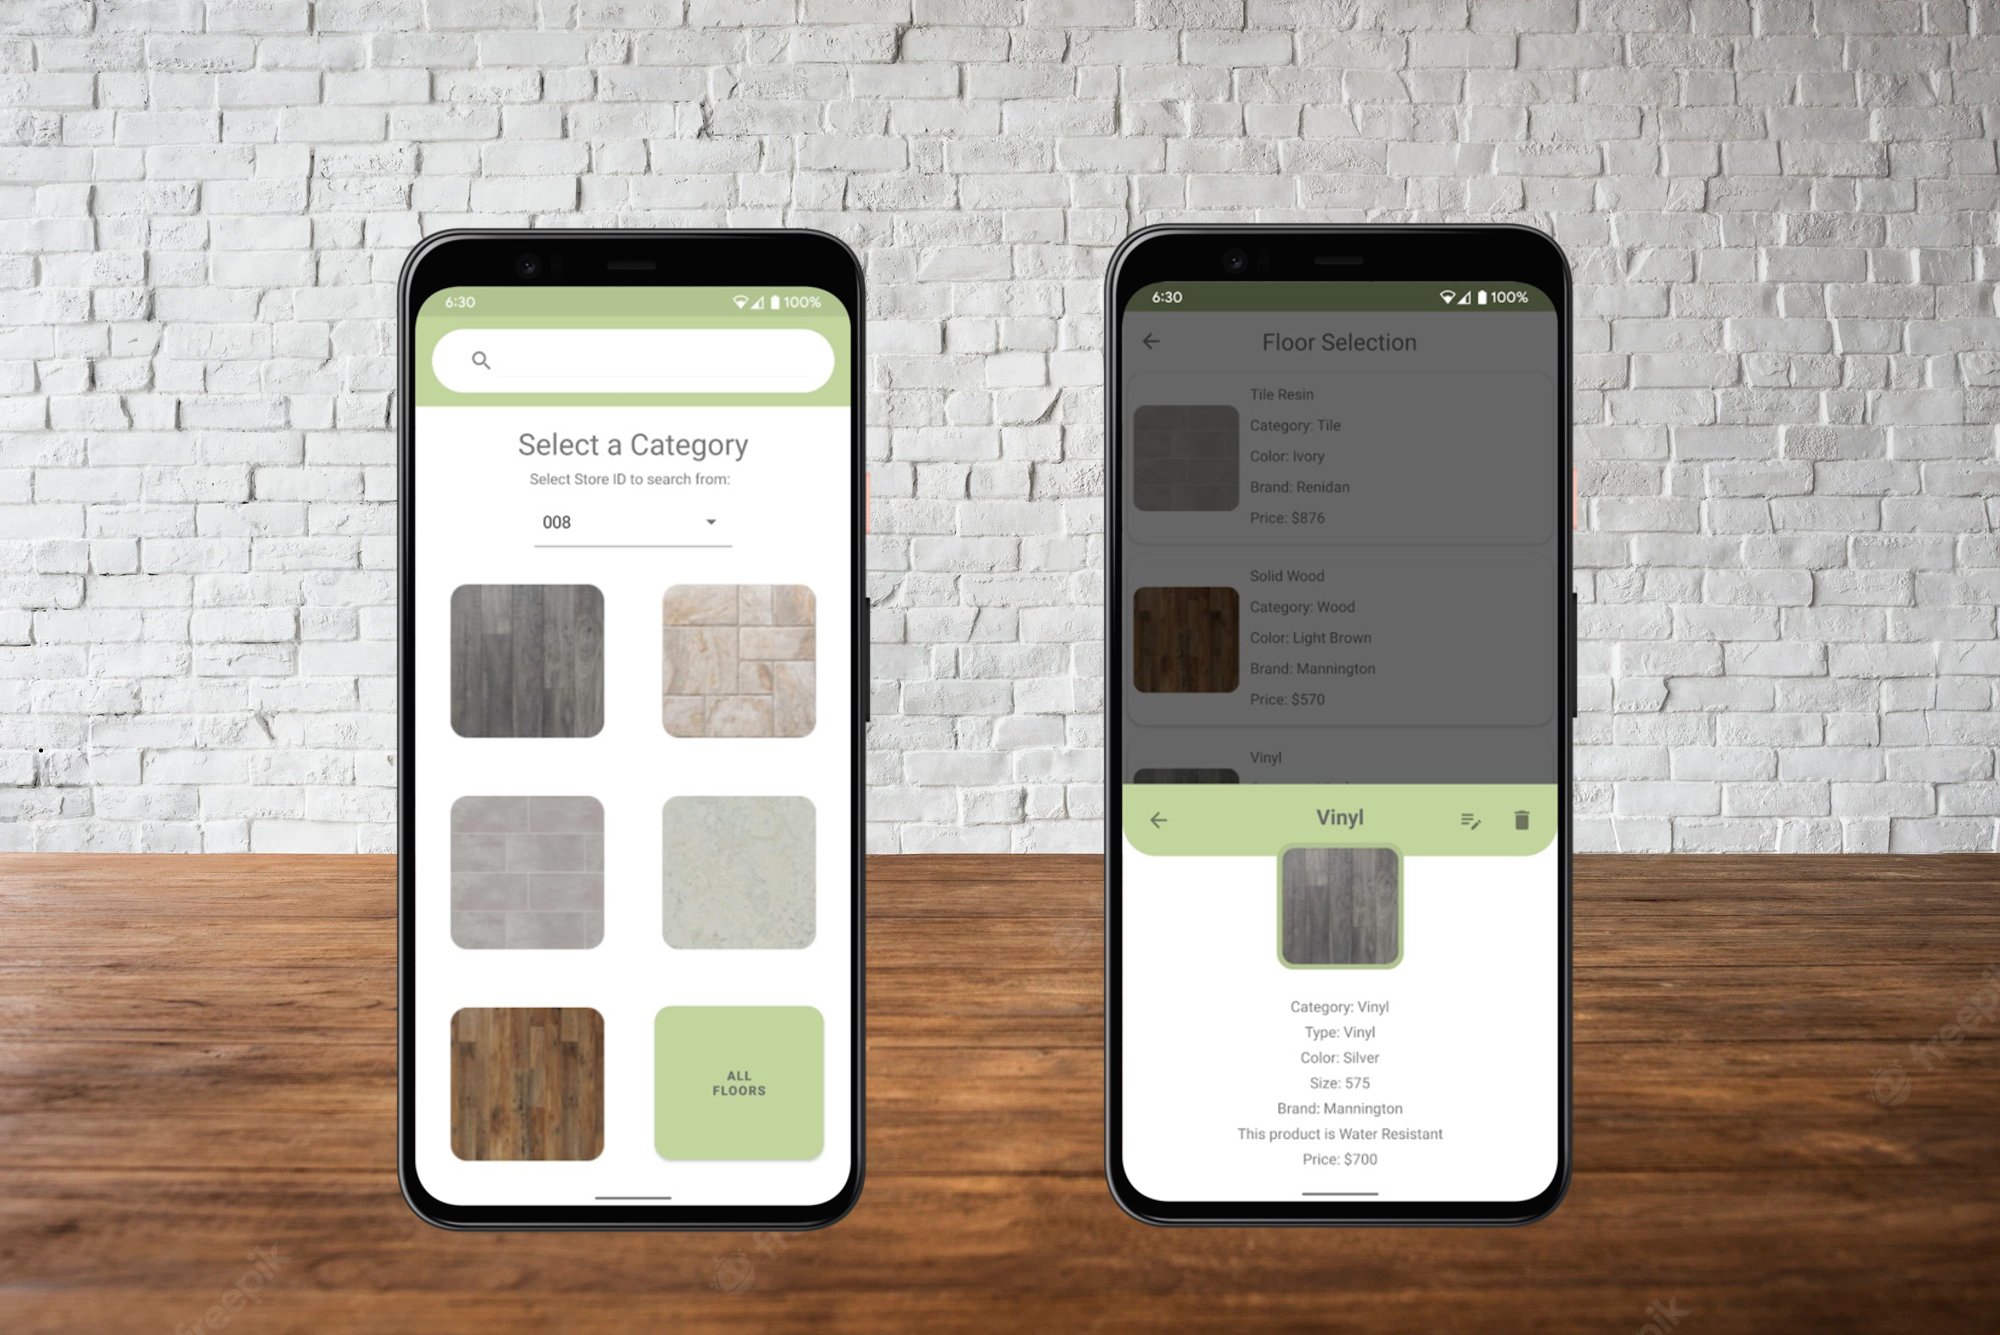 6:30
100%
Select a Category
Select Store ID to search from:
008
ALL
FLOORS
6:30
100%
Floor Selection
Tile Resin
Category: Tile
Color: Ivory
Brand: Renidan
Price: $876
Solid Wood
Category: Wood
Color: Light Brown
Brand: Mannington
Price: $570
Vinyl
Vinyl
Category: Vinyl
Type: Vinyl
Color: Silver
Size: 575
Brand: Mannington
This product is Water Resistant
Price: $700
freepik
freepik